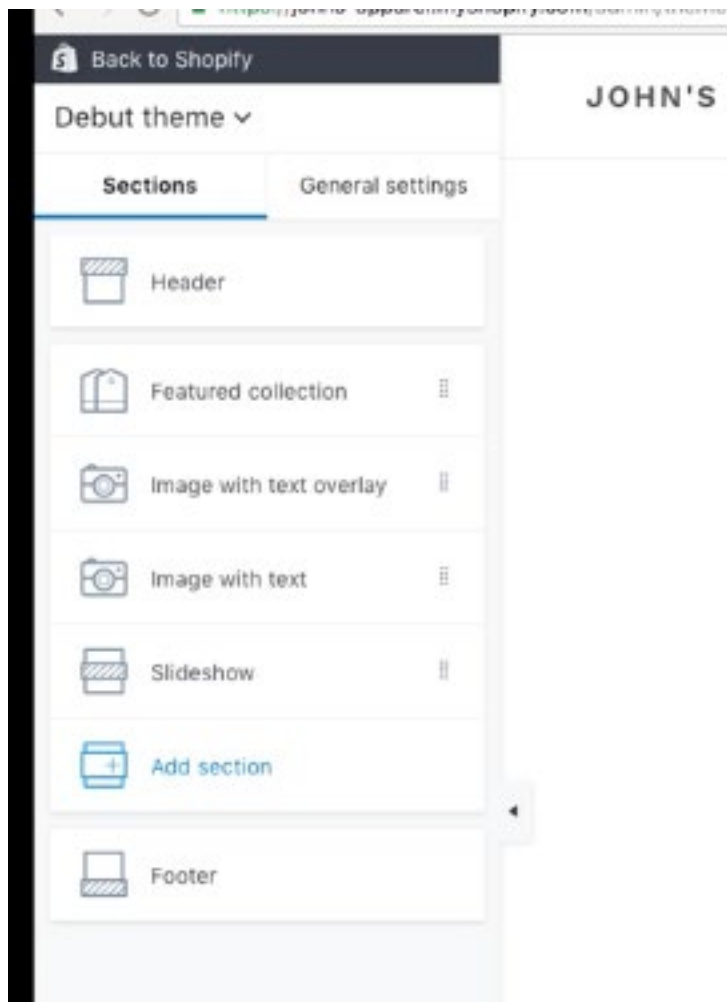 Back to Shopify
Debut theme
JOHN'S
Sections
General settings
Header
Featured collection
Image with text overlay
Image with text
Slideshow
Add section
Footer